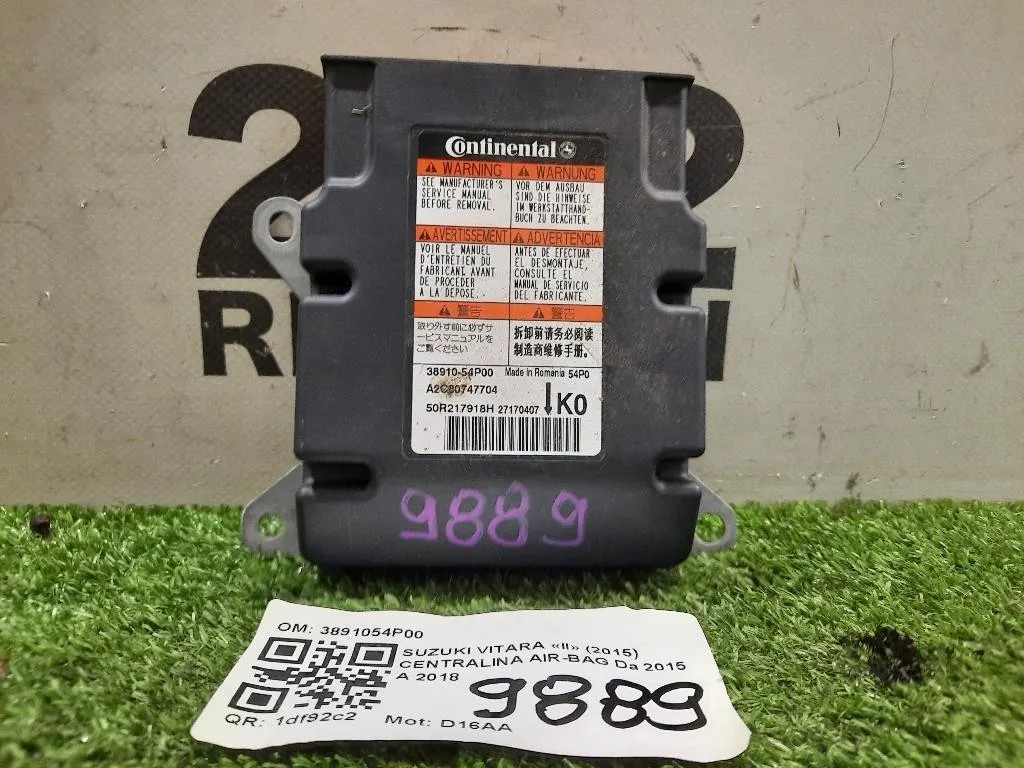 2 2
RI I
Continental
WARNING
SEE MANUFACTURER'S
SERVICE MANUAL
BEFORE REMOVAL.
WARNUNG
VOR DEM AUSBAU
SIND DIE HINWEISE
IM WERKSTATTHAND-
BUCH ZU BEACHTEN.
AVERTISSEMENT
VOIR LE MANUEL
D'ENTRETIEN DU
FABRICANT AVANT
DE PROCEDER
A LA DEPOSE.
ADVERTENCIA
ANTES DE EFECTUAR
EL DESMONTAJE,
CONSULTE EL
MANUAL DE SERVICIO
DEL FABRICANTE.
警告
取り外す前に必ずサ
ービスマニュアルを
ご覧ください
警告
拆卸前请务必阅读
制造商维修手册。
38910-54P00 Made in Romania 54P0
A2C80747704
50R217918H 27170407 K0
9889
OM: 3891054P00
SUZUKI VITARA «II» (2015)
CENTRALINA AIR-BAG Da 2015
A 2018
9889
QR: 1df92c2 Mot: D16AA